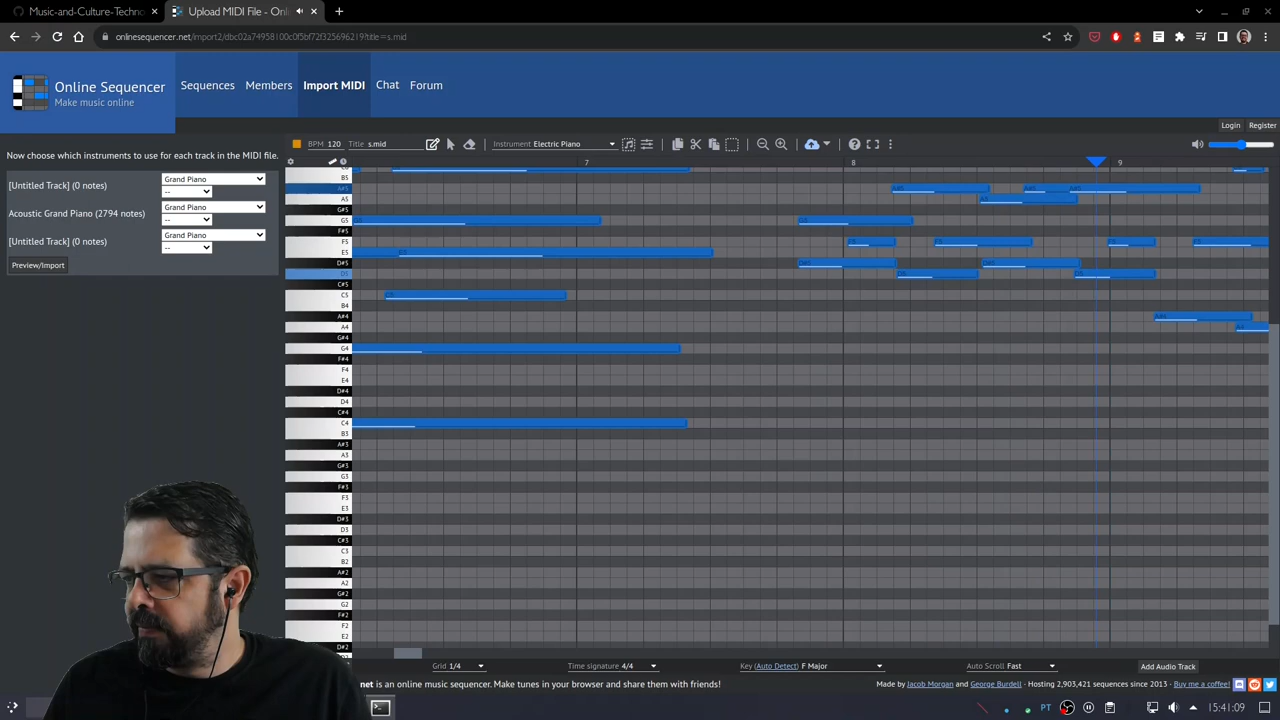 Music-and-Culture-Techno
Upload MIDI File - Onli
onlinesequencer.net/import2/dbc02a74958100c0f5bf72f325696219?title=s.mid
Online Sequencer
Make music online
Sequences
Members
Import MIDI
Chat
Forum
Login
Register
Now choose which instruments to use for each track in the MIDI file.
[Untitled Track] (0 notes)
Grand Piano
--
Acoustic Grand Piano (2794 notes)
Grand Piano
--
[Untitled Track] (0 notes)
Grand Piano
--
Preview/Import
BPM 120 Title s.mid
Instrument Electric Piano
7 8 9
B5
A#5
A5
G#5
G5
F#5
F5
E5
D#5
D5
C#5
C5
B4
A#4
A4
G#4
G4
F#4
F4
E4
D#4
D4
C#4
C4
B3
A#3
A3
G#3
G3
F#3
F3
E3
D#3
D3
C#3
C3
B2
A#2
A2
G#2
G2
F#2
F2
E2
D#2
Grid 1/4
Time signature 4/4
Key (Auto Detect) F Major
Auto Scroll Fast
Add Audio Track
net is an online music sequencer. Make tunes in your browser and share them with friends!
Made by Jacob Morgan and George Burdell · Hosting 2,903,421 sequences since 2013 - Buy me a coffee!
PT
15:41:09